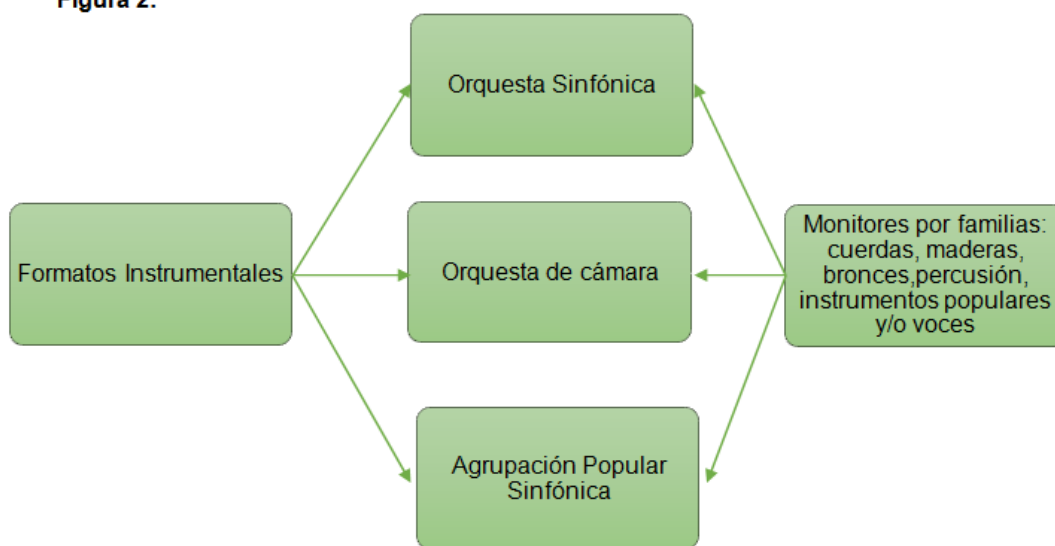 Figura 2.
Orquesta Sinfónica
Formatos Instrumentales
Orquesta de cámara
Monitores por familias:
cuerdas, maderas,
bronces,percusión,
instrumentos populares
y/o voces
Agrupación Popular
Sinfónica